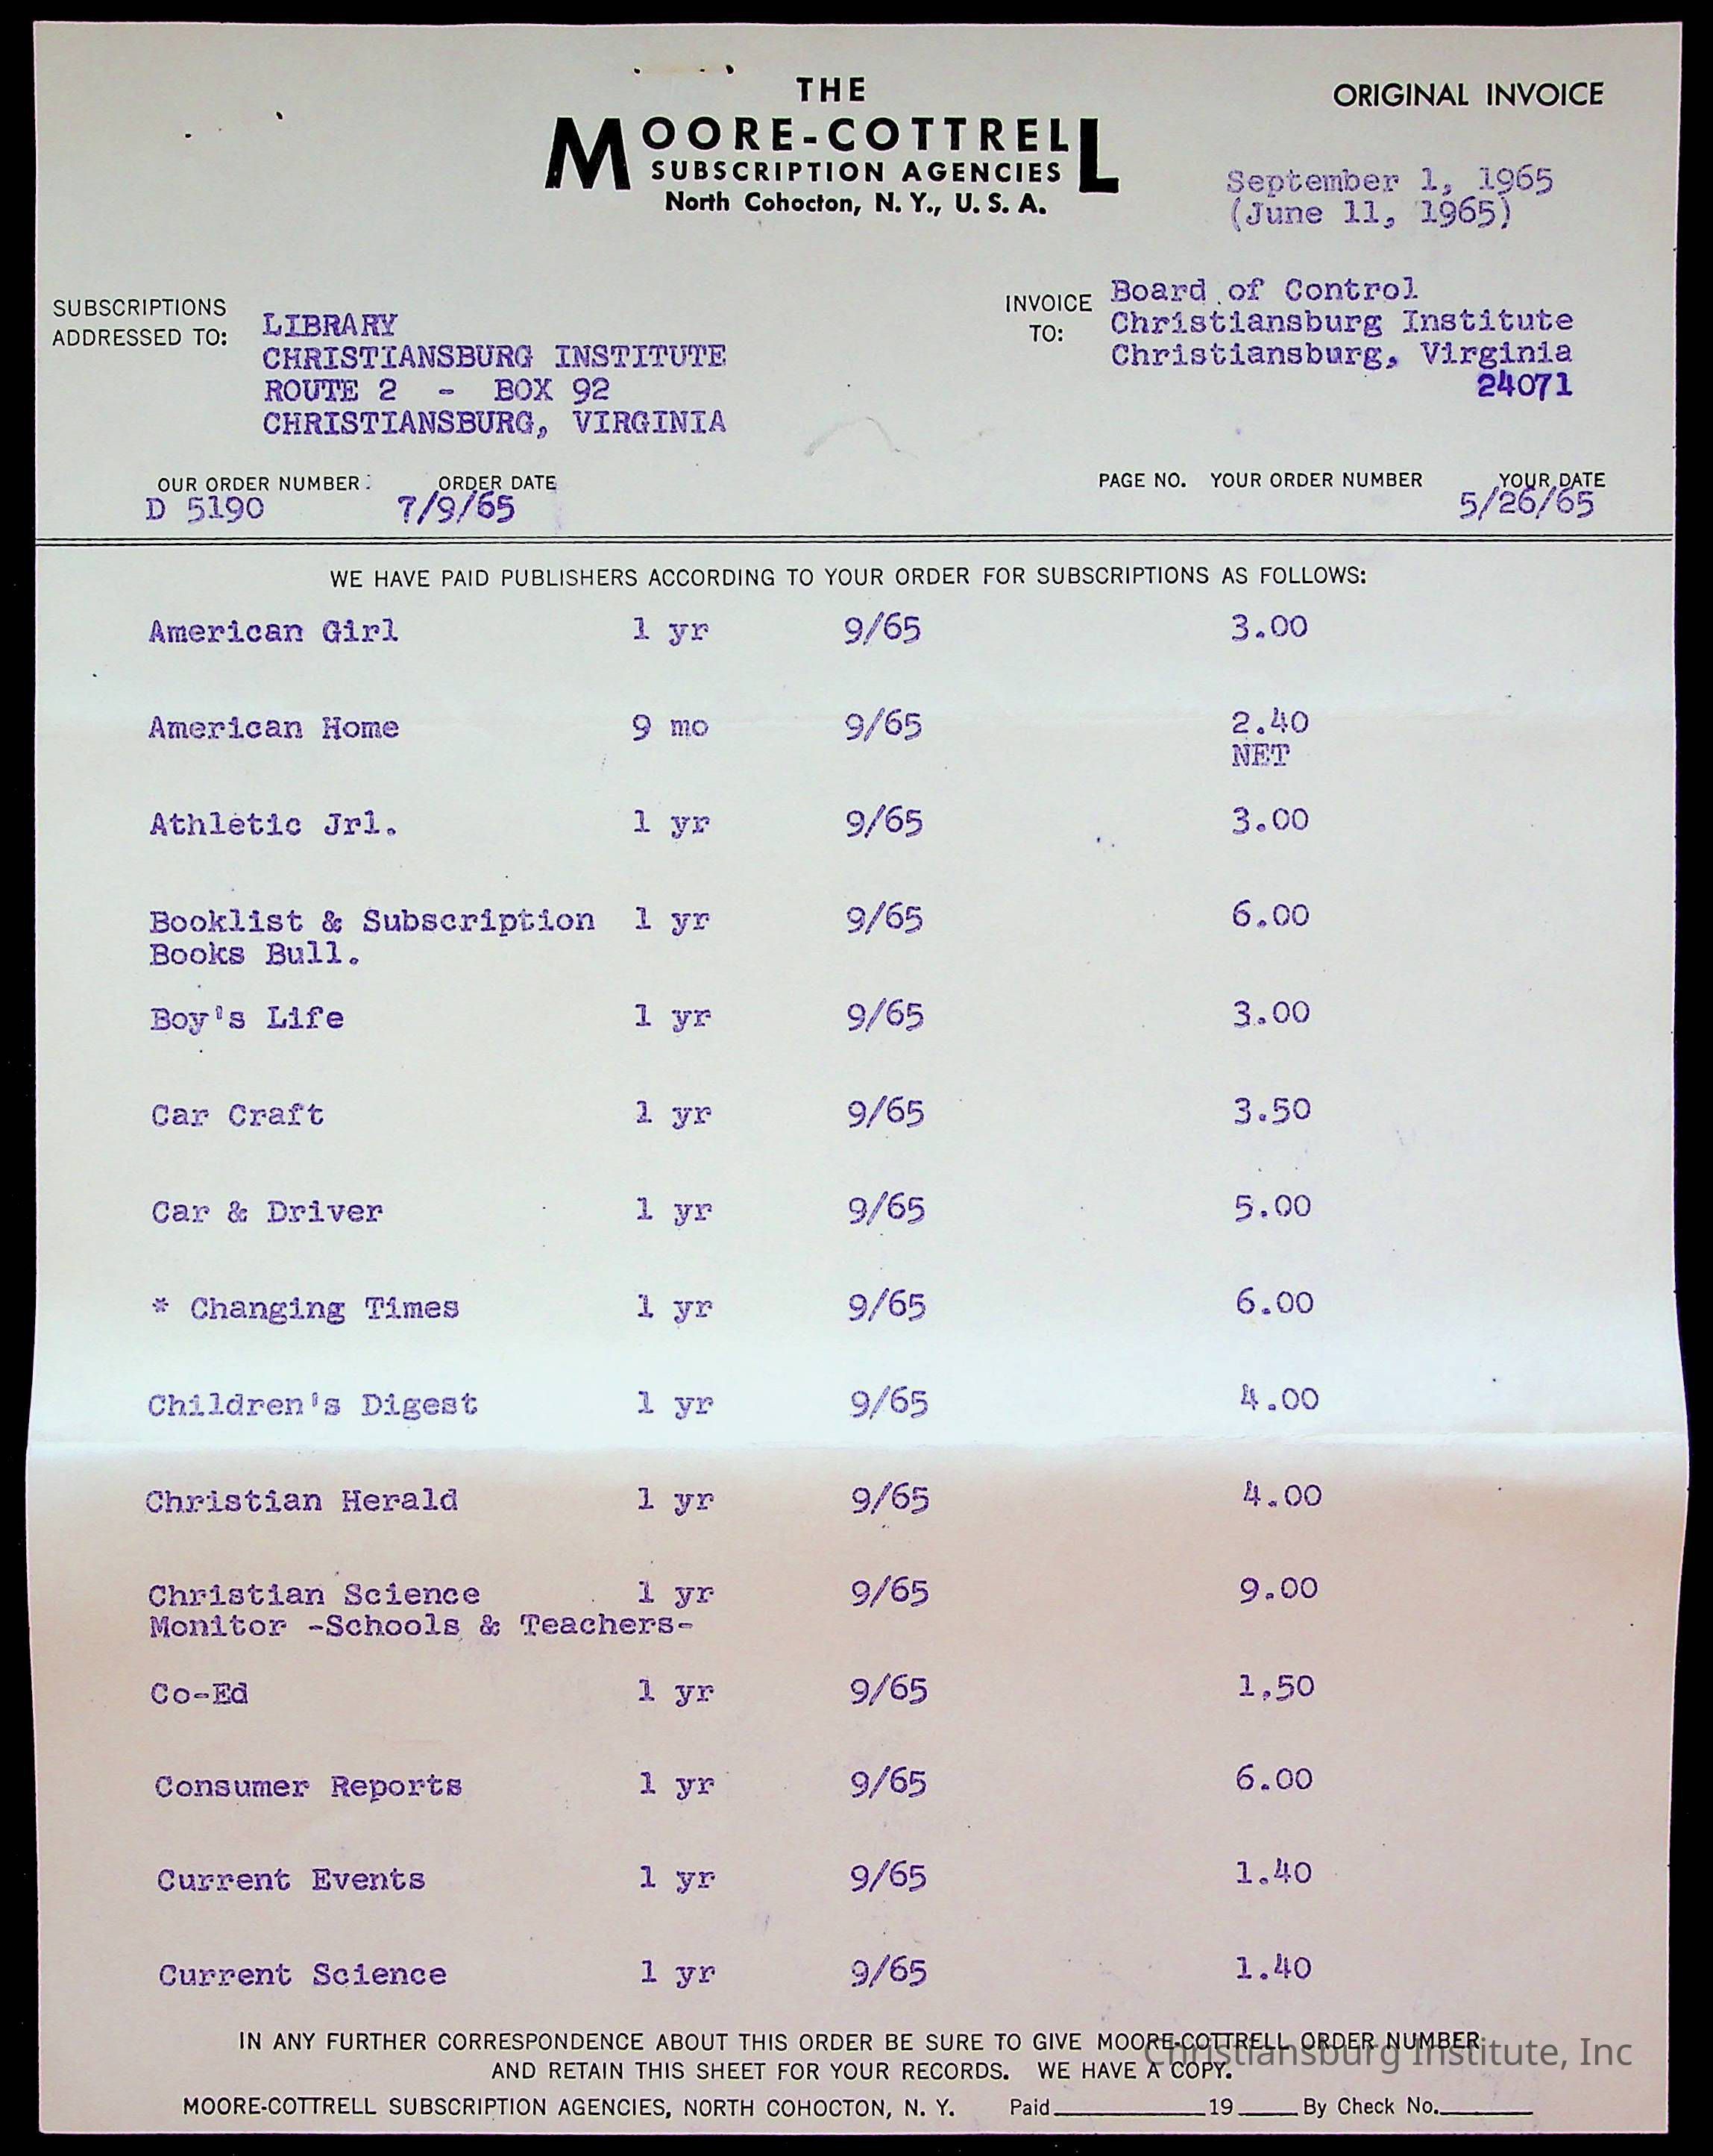 THE
MOORE-COTTRELL
SUBSCRIPTION AGENCIES
North Cohocton, N. Y., U. S. A.
ORIGINAL INVOICE
September 1, 1965
(June 11, 1965)
SUBSCRIPTIONS
ADDRESSED TO:
LIBRARY
CHRISTIANSBURG INSTITUTE
ROUTE 2 - BOX 92
CHRISTIANSBURG, VIRGINIA
INVOICE
TO:
Board of Control
Christiansburg Institute
Christiansburg, Virginia
24071
OUR ORDER NUMBER: ORDER DATE PAGE NO. YOUR ORDER NUMBER YOUR DATE
D 5190 7/9/65 5/26/65
WE HAVE PAID PUBLISHERS ACCORDING TO YOUR ORDER FOR SUBSCRIPTIONS AS FOLLOWS:
American Girl 1 yr 9/65 3.00
American Home 9 mo 9/65 2.40
NET
Athletic Jrl. 1 yr 9/65 3.00
Booklist & Subscription 1 yr 9/65 6.00
Books Bull.
Boy's Life 1 yr 9/65 3.00
Car Craft 1 yr 9/65 3.50
Car & Driver 1 yr 9/65 5.00
* Changing Times 1 yr 9/65 6.00
Children's Digest 1 yr 9/65 4.00
Christian Herald 1 yr 9/65 4.00
Christian Science 1 yr 9/65 9.00
Monitor -Schools & Teachers-
Co-Ed 1 yr 9/65 1.50
Consumer Reports 1 yr 9/65 6.00
Current Events 1 yr 9/65 1.40
Current Science 1 yr 9/65 1.40
IN ANY FURTHER CORRESPONDENCE ABOUT THIS ORDER BE SURE TO GIVE MOORE-COTTRELL ORDER NUMBER
AND RETAIN THIS SHEET FOR YOUR RECORDS. WE HAVE A COPY.
Christiansburg Institute, Inc
MOORE-COTTRELL SUBSCRIPTION AGENCIES, NORTH COHOCTON, N. Y. Paid____19____By Check No.____